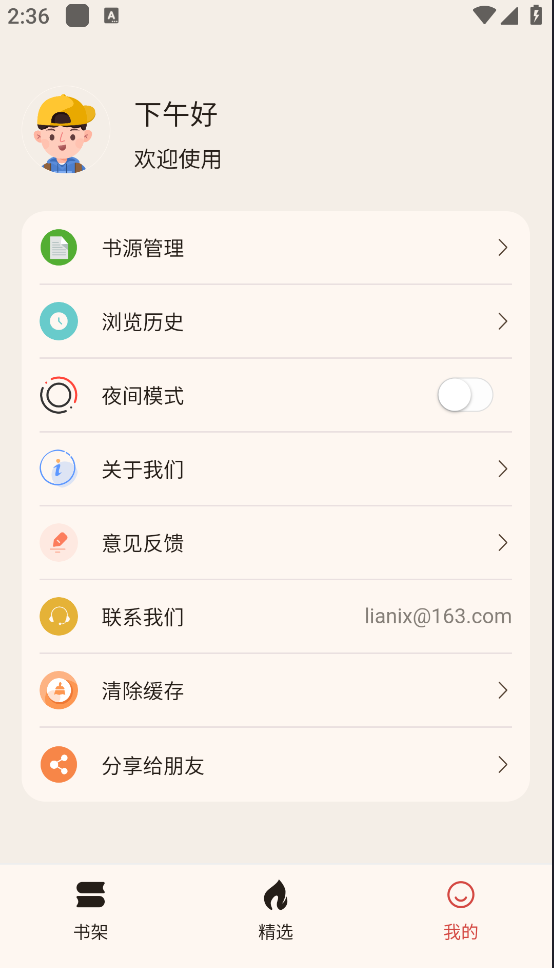 2:36
A
下午好
欢迎使用
书源管理
浏览历史
夜间模式
关于我们
意见反馈
联系我们 lianix@163.com
清除缓存
分享给朋友
书架 精选 我的